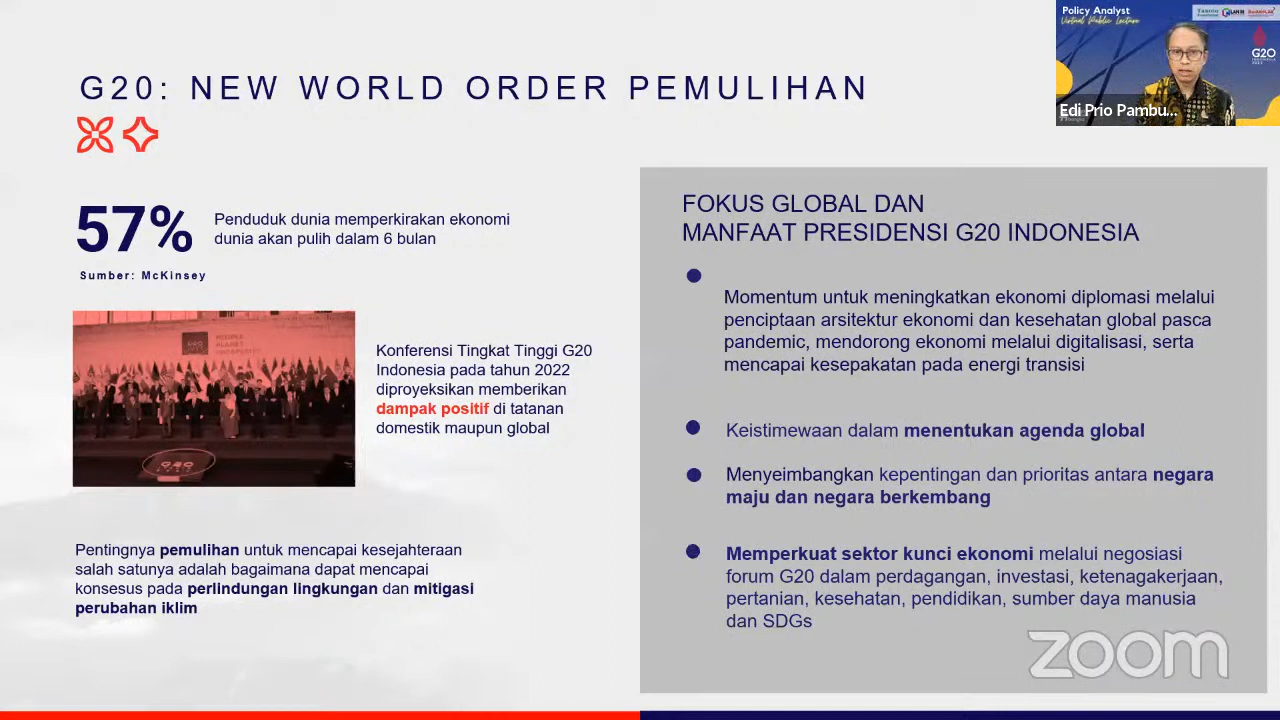 Policy Analyst
Virtual Public Lecture
G20
Edi Prio Pambu...
G20: NEW WORLD ORDER PEMULIHAN
57%
Penduduk dunia memperkirakan ekonomi
dunia akan pulih dalam 6 bulan
Sumber: McKinsey
Konferensi Tingkat Tinggi G20
Indonesia pada tahun 2022
diproyeksikan memberikan
dampak positif di tatanan
domestik maupun global
G20
Pentingnya pemulihan untuk mencapai kesejahteraan
salah satunya adalah bagaimana dapat mencapai
konsesus pada perlindungan lingkungan dan mitigasi
perubahan iklim
FOKUS GLOBAL DAN
MANFAAT PRESIDENSI G20 INDONESIA
Momentum untuk meningkatkan ekonomi diplomasi melalui
penciptaan arsitektur ekonomi dan kesehatan global pasca
pandemic, mendorong ekonomi melalui digitalisasi, serta
mencapai kesepakatan pada energi transisi
Keistimewaan dalam menentukan agenda global
Menyeimbangkan kepentingan dan prioritas antara negara
maju dan negara berkembang
Memperkuat sektor kunci ekonomi melalui negosiasi
forum G20 dalam perdagangan, investasi, ketenagakerjaan,
pertanian, kesehatan, pendidikan, sumber daya manusia
dan SDGs
zoom